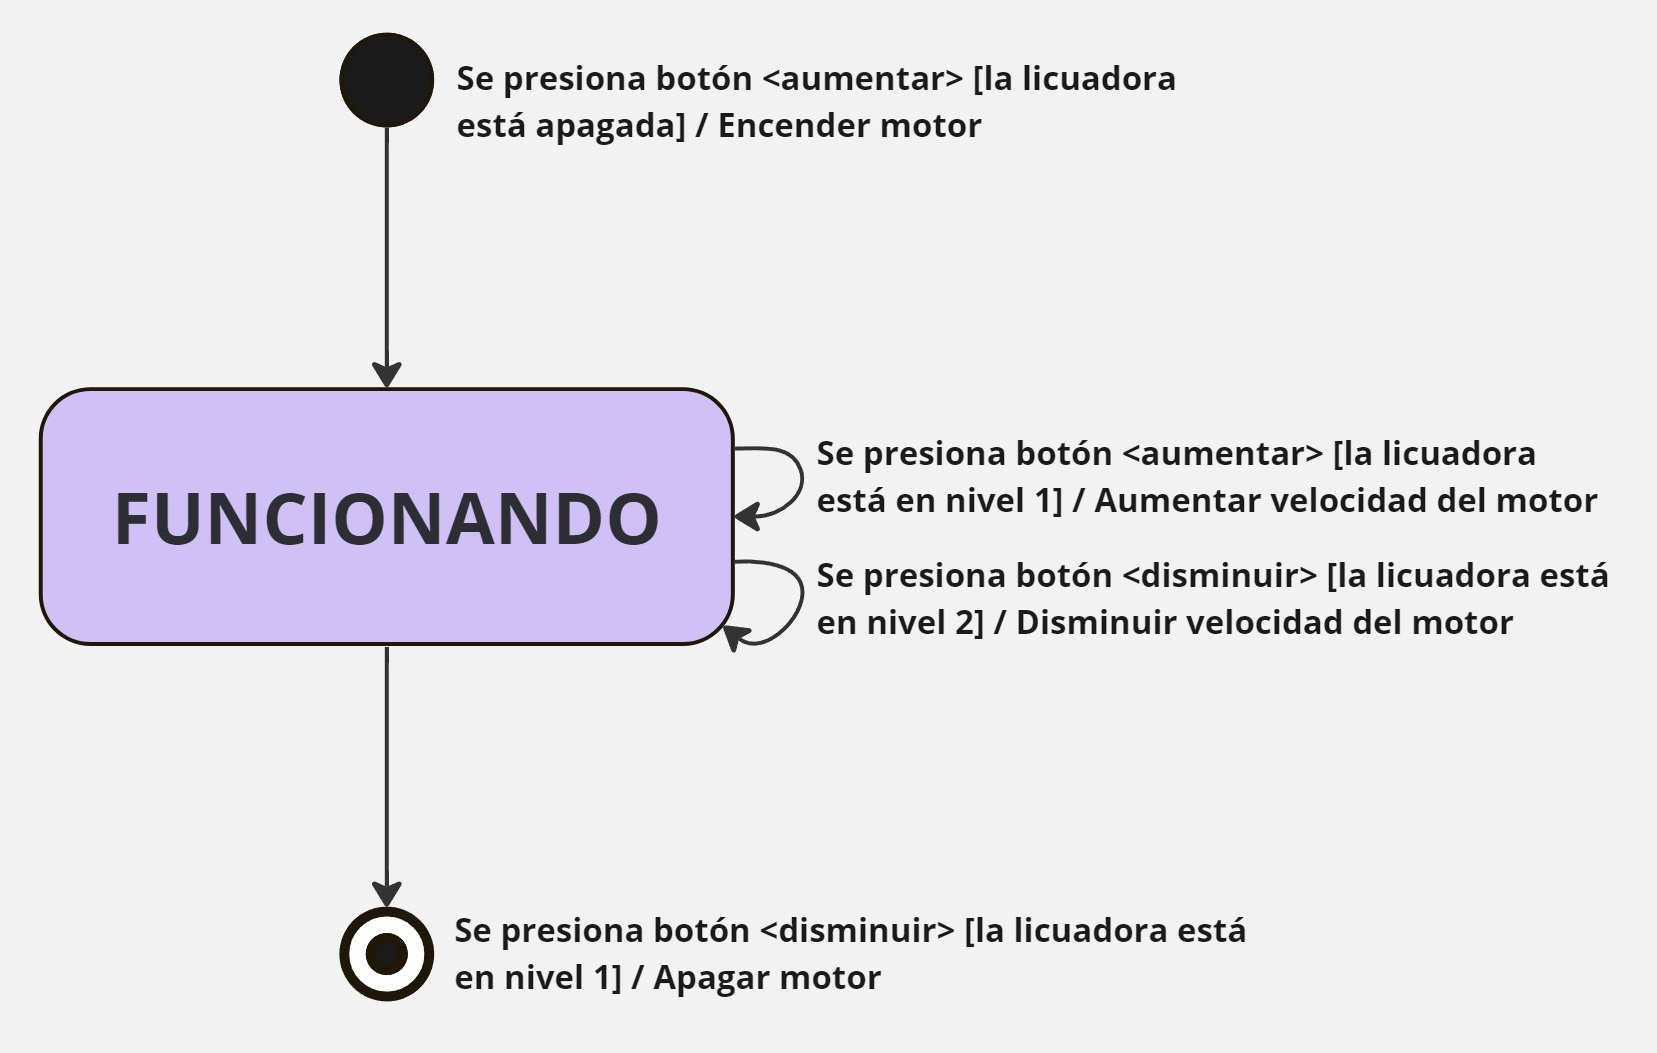 Se presiona botón <aumentar> [la licuadora
está apagada] / Encender motor
FUNCIONANDO
Se presiona botón <aumentar> [la licuadora
está en nivel 1] / Aumentar velocidad del motor
Se presiona botón <disminuir> [la licuadora está
en nivel 2] / Disminuir velocidad del motor
Se presiona botón <disminuir> [la licuadora está
en nivel 1] / Apagar motor